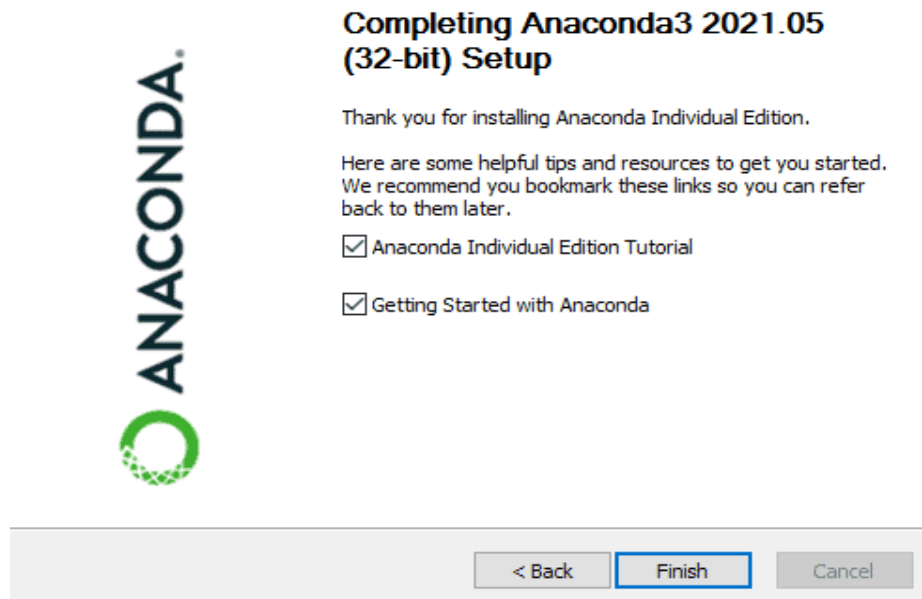 Completing Anaconda3 2021.05
(32-bit) Setup
ANACONDA.
Thank you for installing Anaconda Individual Edition.
Here are some helpful tips and resources to get you started.
We recommend you bookmark these links so you can refer
back to them later.
Anaconda Individual Edition Tutorial
Getting Started with Anaconda
< Back
Finish
Cancel